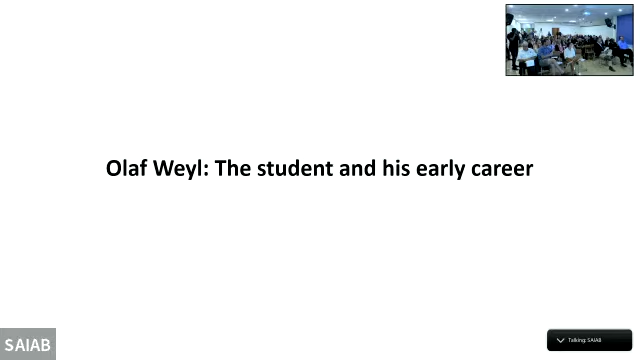 Olaf Weyl: The student and his early career
SAIAB
Talking: SAIAB